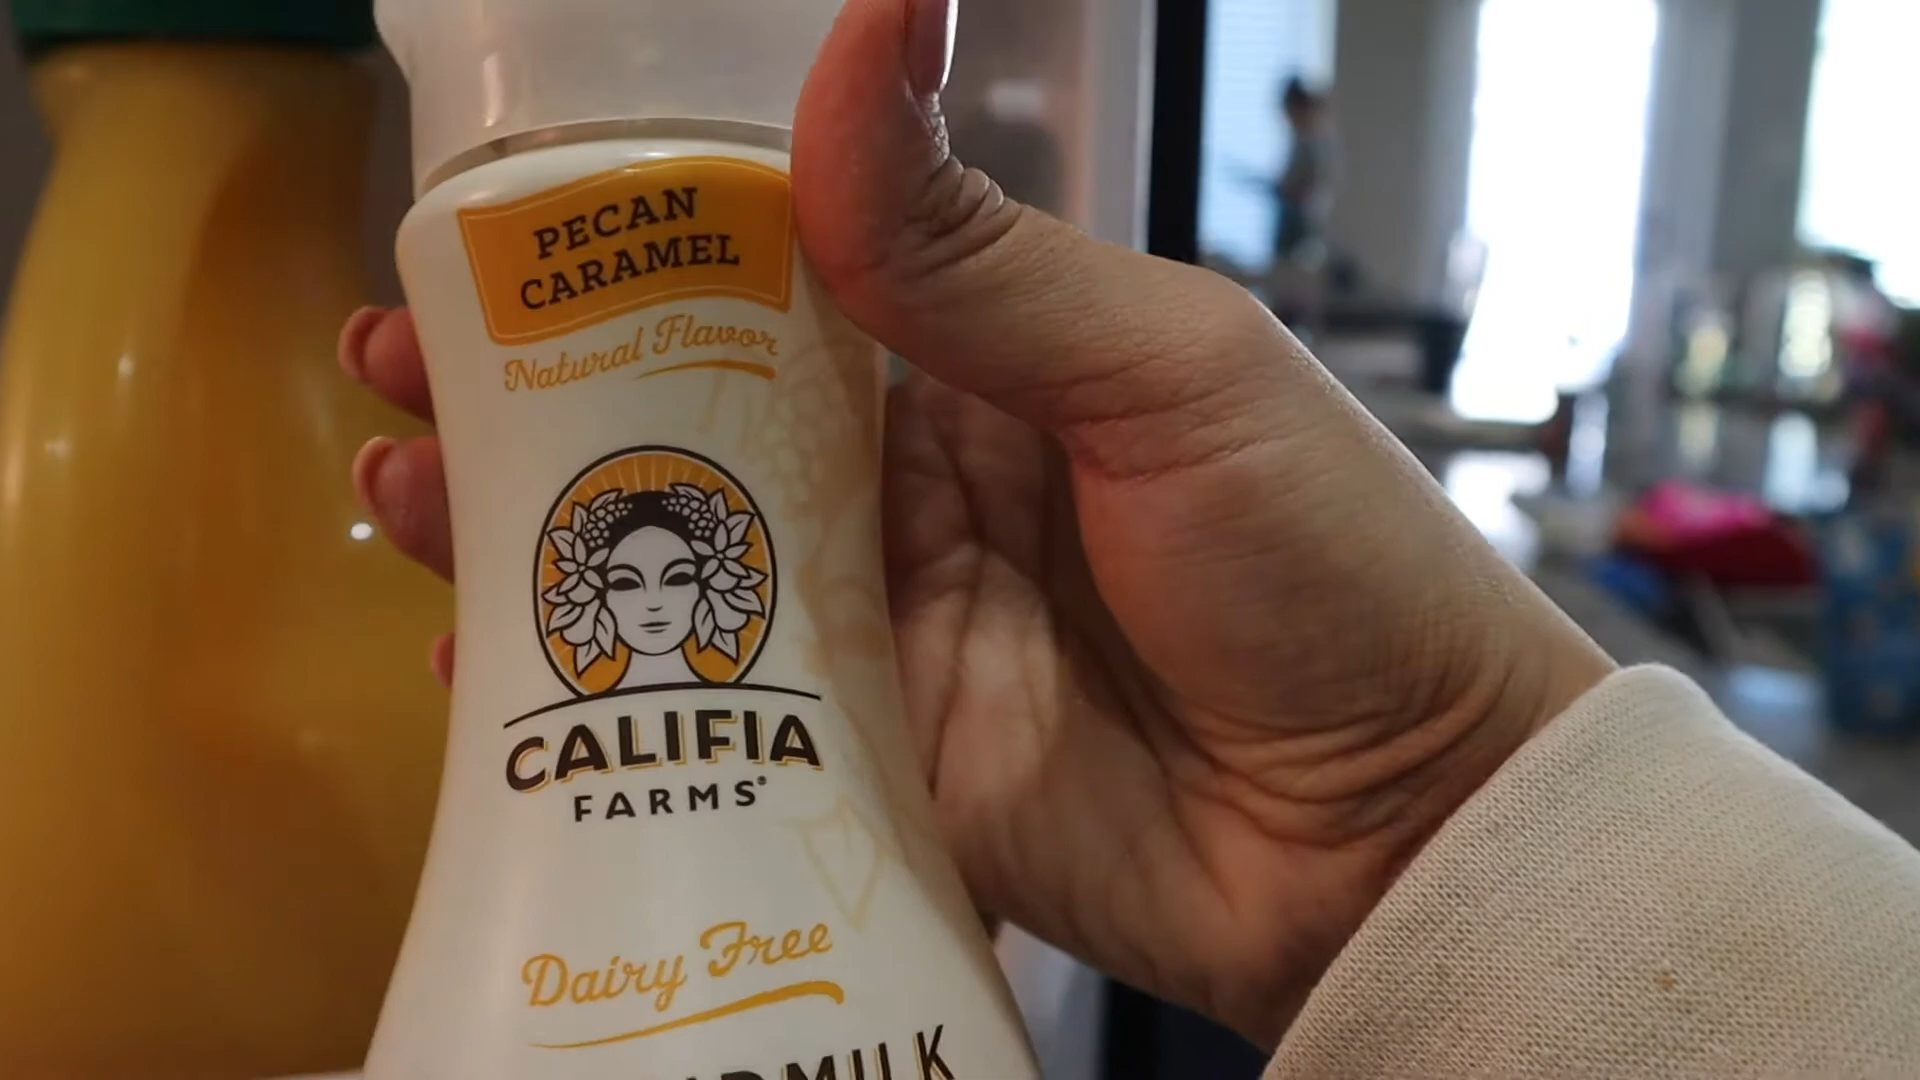 PECAN
CARAMEL
Natural Flavor
CALIFIA
FARMS®
Dairy Free